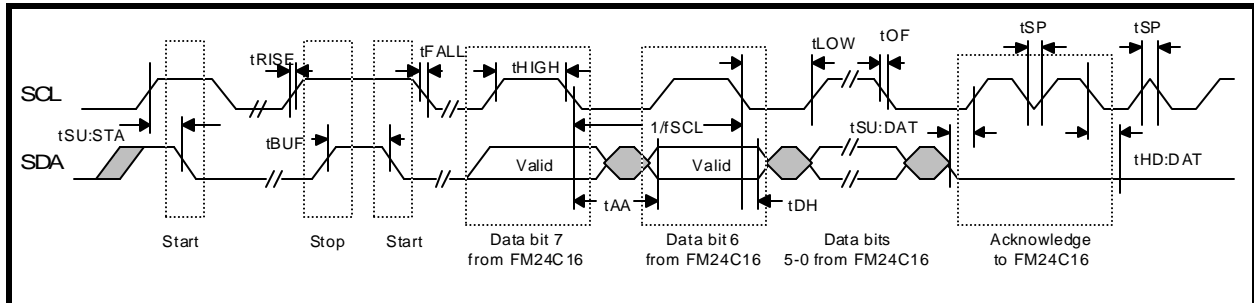 tSP tSP
tRISE tFALL tHIGH tLOW tOF
SCL
tSU:STA tBUF 1/fSCL tSU:DAT
SDA Valid Valid tHD:DAT
tAA tDH
Start Stop Start Data bit 7 Data bit 6 Data bits Acknowledge
from FM24C16 from FM24C16 5-0 from FM24C16 to FM24C16